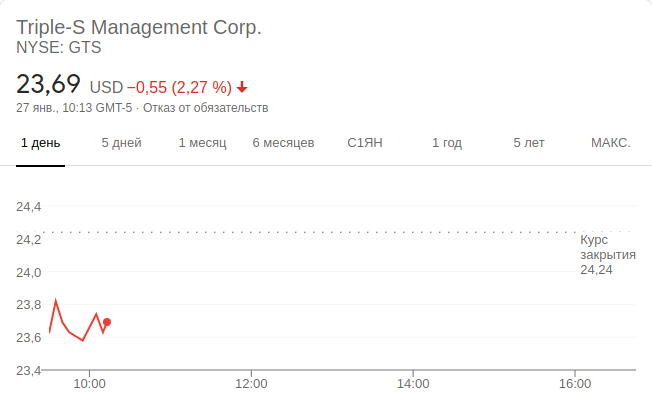 Triple-S Management Corp.
NYSE: GTS
23,69 USD −0,55 (2,27 %)
27 янв., 10:13 GMT-5 · Отказ от обязательств
1 день 5 дней 1 месяц 6 месяцев С1ЯН 1 год 5 лет МАКС.
24,4
24,2
Курс
закрытия
24,24
24,0
23,8
23,6
23,4
10:00 12:00 14:00 16:00